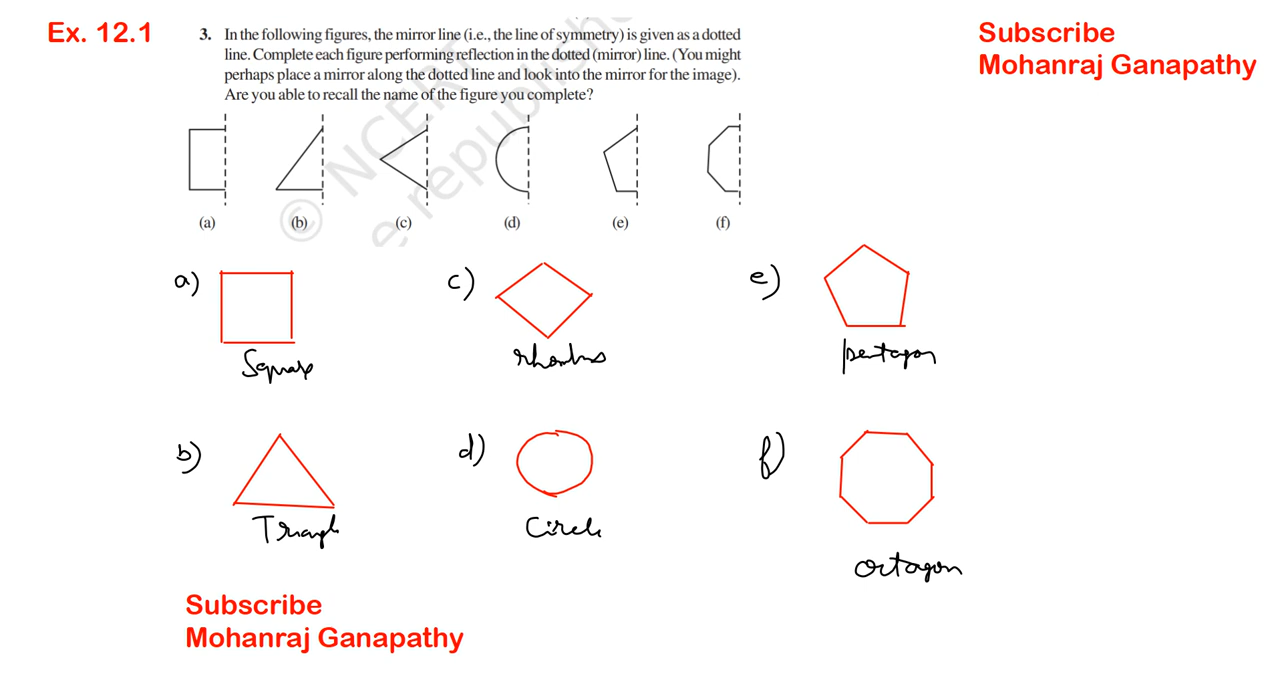 Ex. 12.1
Subscribe
Mohanraj Ganapathy
3. In the following figures, the mirror line (i.e., the line of symmetry) is given as a dotted
line. Complete each figure performing reflection in the dotted (mirror) line. (You might
perhaps place a mirror along the dotted line and look into the mirror for the image).
Are you able to recall the name of the figure you complete?
© NCERT
(a) (b) (c) (d) (e) (f)
a) c) e)
Square rhombus pentagon
b) d) f)
Triangle Circle octagon
Subscribe
Mohanraj Ganapathy